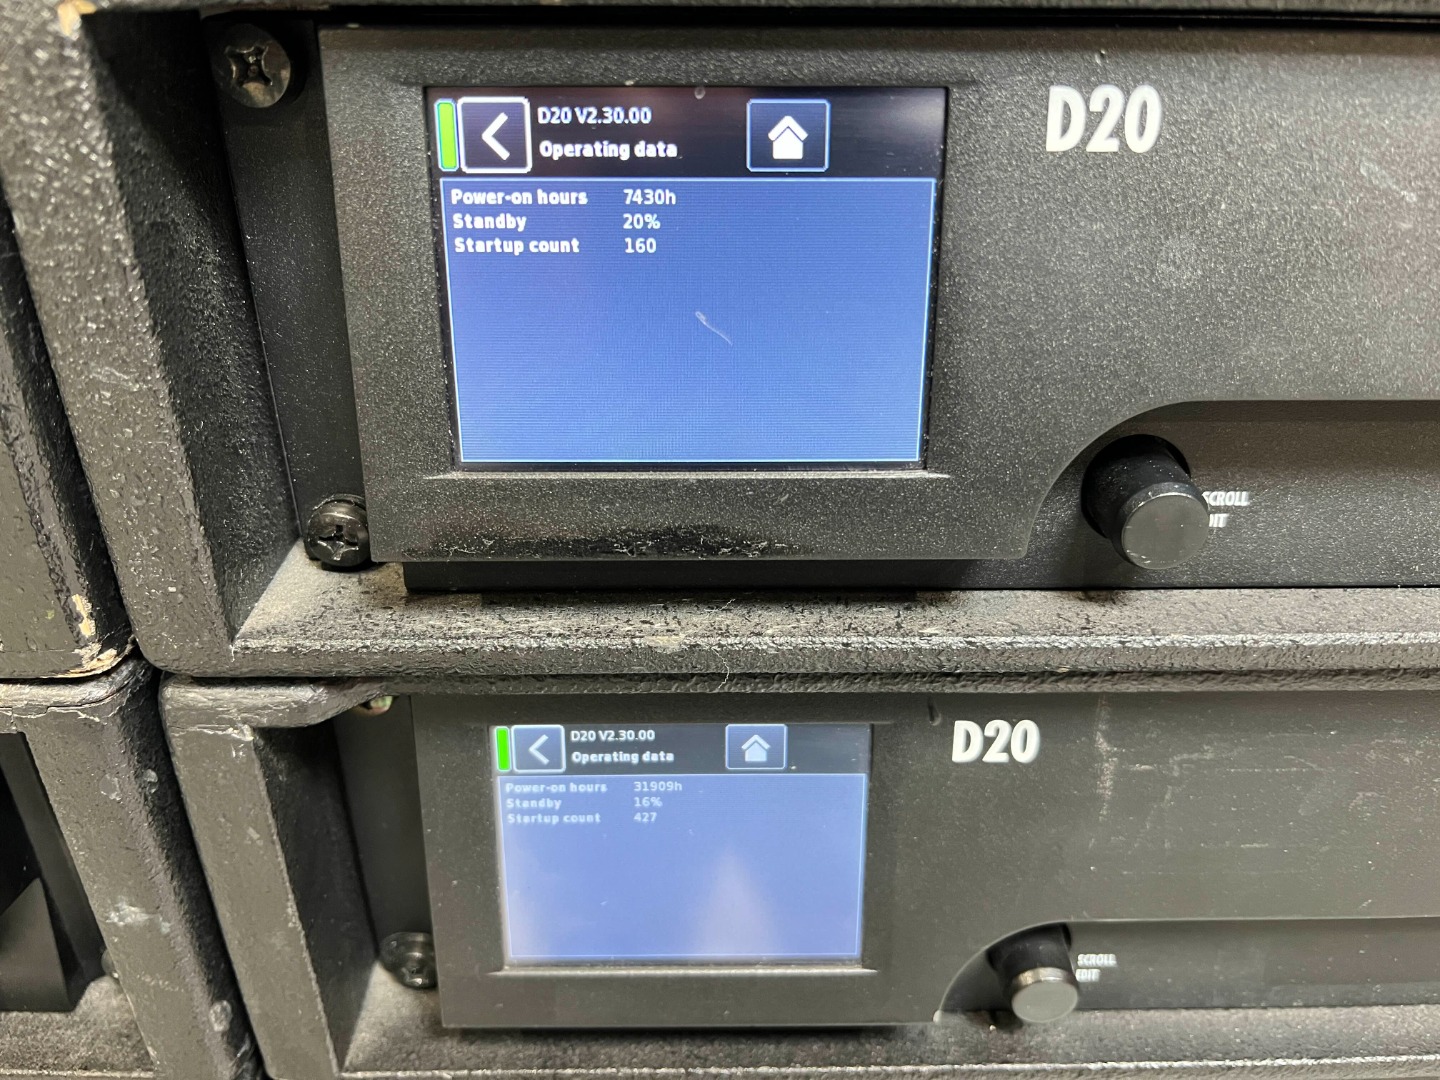 D20 V2.30.00
Operating data
Power-on hours 7430h
Standby 20%
Startup count 160
D20
SCROLL
D20 V2.30.00
Operating data
Power-on hours 31909h
Standby 16%
Startup count 427
D20
SCROLL
EDIT